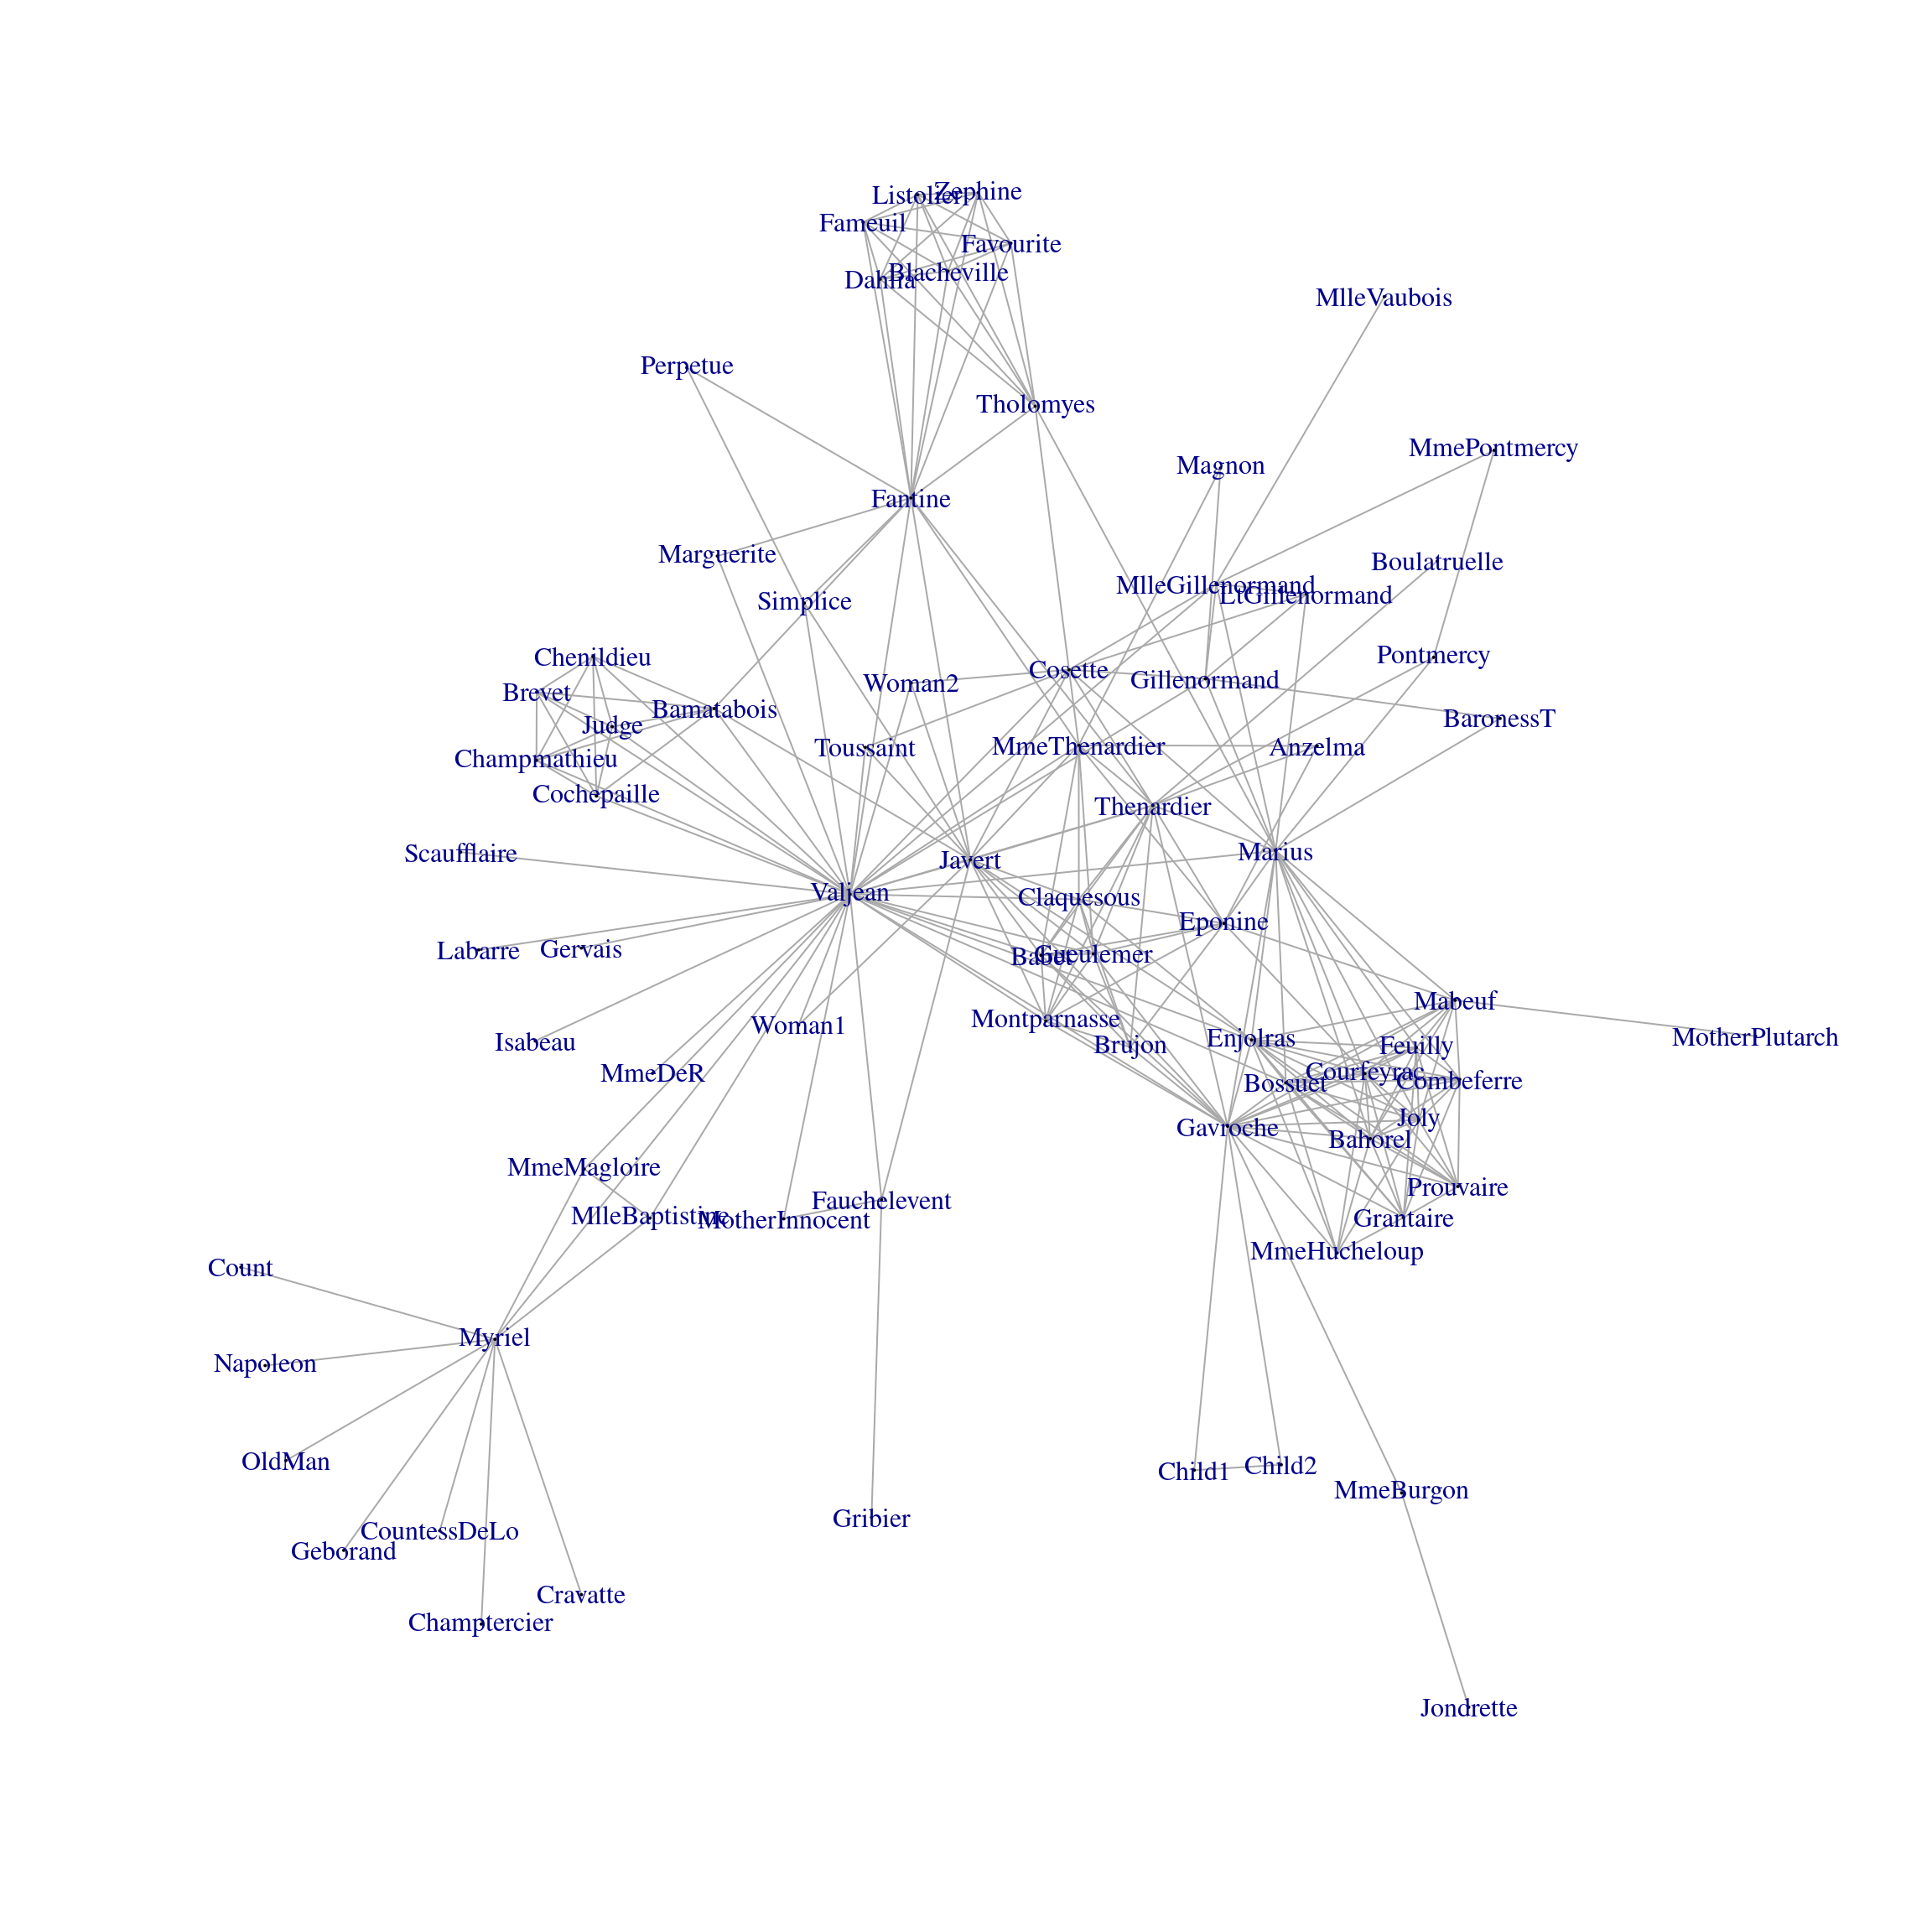 Zephine
Listolier
Fameuil
Favourite
Blacheville
Dahlia
MlleVaubois
Perpetue
Tholomyes
MmePontmercy
Magnon
Fantine
Marguerite
Boulatruelle
MlleGillenormand
LtGillenormand
Simplice
Chenildieu
Pontmercy
Cosette
Gillenormand
Woman2
Brevet
Bamatabois
BaronessT
Judge
MmeThenardier
Anzelma
Toussaint
Champmathieu
Cochepaille
Thenardier
Scaufflaire
Marius
Javert
Valjean
Claquesous
Eponine
Labarre
Gervais
Babet
Gueulemer
Mabeuf
Montparnasse
Woman1
MotherPlutarch
Enjolras
Isabeau
Brujon
Feuilly
MmeDeR
Courfeyrac
Combeferre
Bossuet
Joly
Gavroche
Bahorel
MmeMagloire
Prouvaire
Fauchelevent
MlleBaptistine
MotherInnocent
Grantaire
MmeHucheloup
Count
Myriel
Napoleon
OldMan
Child1
Child2
MmeBurgon
Gribier
CountessDeLo
Geborand
Cravatte
Champtercier
Jondrette